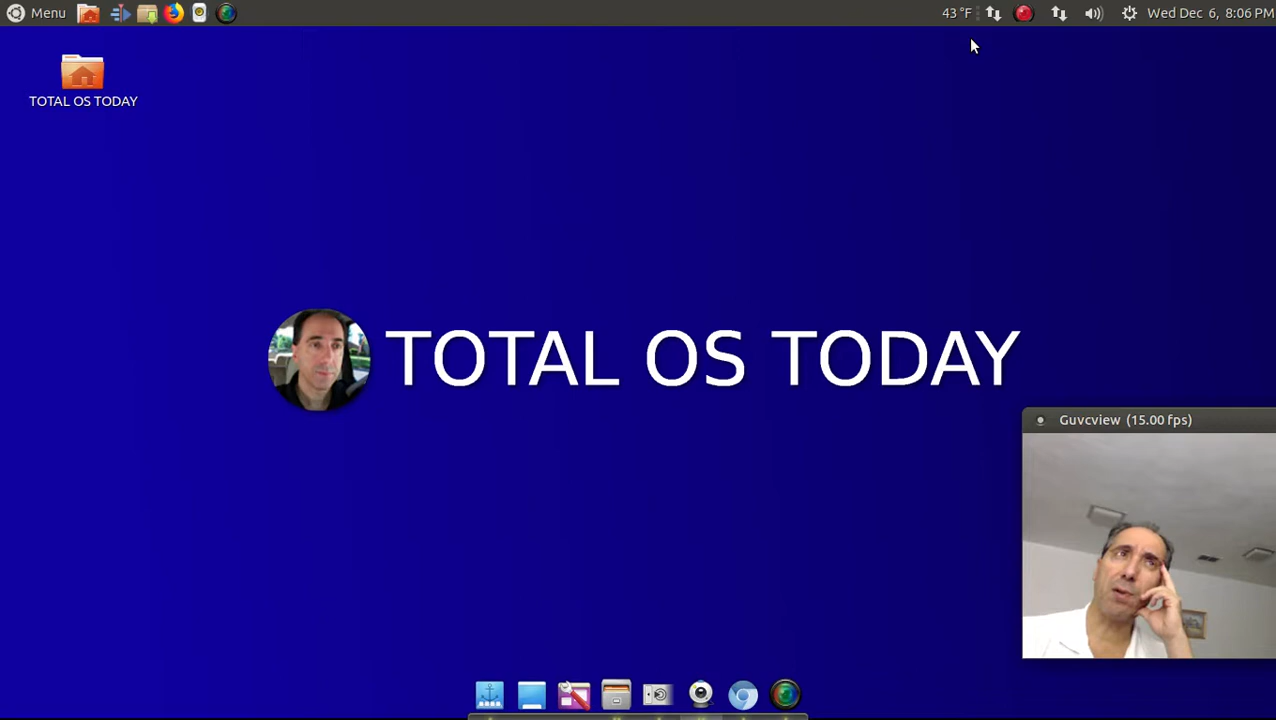 Menu
43 °F
Wed Dec 6, 8:06 PM
TOTAL OS TODAY
TOTAL OS TODAY
Guvcview (15.00 fps)